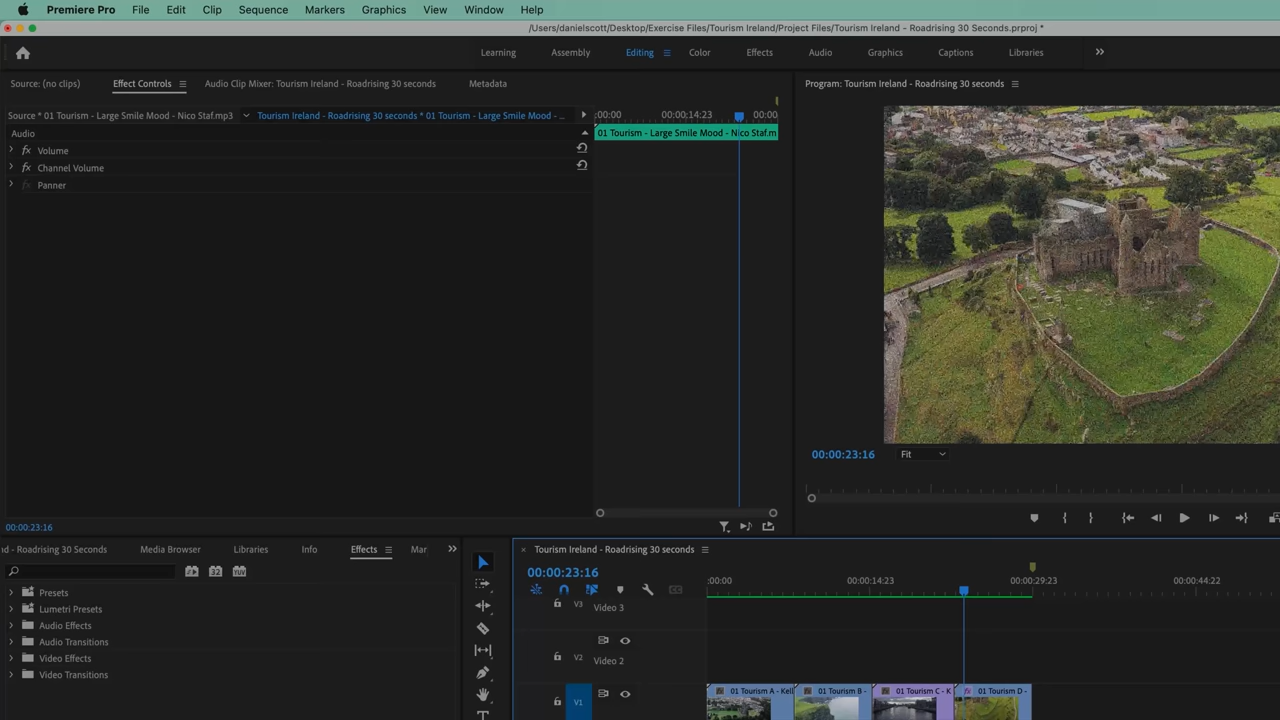 Premiere Pro File Edit Clip Sequence Markers Graphics View Window Help
/Users/danielscott/Desktop/Exercise Files/Tourism Ireland/Project Files/Tourism Ireland - Roadrising 30 Seconds.prproj *
Learning Assembly Editing Color Effects Audio Graphics Captions Libraries
Source: (no clips) Effect Controls Audio Clip Mixer: Tourism Ireland - Roadrising 30 seconds Metadata
Program: Tourism Ireland - Roadrising 30 seconds
Source * 01 Tourism - Large Smile Mood - Nico Staf.mp3 Tourism Ireland - Roadrising 30 seconds * 01 Tourism - Large Smile Mood - ...
:00:00 00:00:14:23 00:00
Audio
01 Tourism - Large Smile Mood - Nico Staf.m
fx Volume
fx Channel Volume
fx Panner
00:00:23:16 Fit
00:00:23:16
d - Roadrising 30 Seconds Media Browser Libraries Info Effects Mar
32 YUV
Presets
Lumetri Presets
Audio Effects
Audio Transitions
Video Effects
Video Transitions
Tourism Ireland - Roadrising 30 seconds
00:00:23:16
:00:00 00:00:14:23 00:00:29:23 00:00:44:22
V3 Video 3
V2 Video 2
V1
01 Tourism A - Kell fx 01 Tourism B - fx 01 Tourism C - K fx 01 Tourism D -